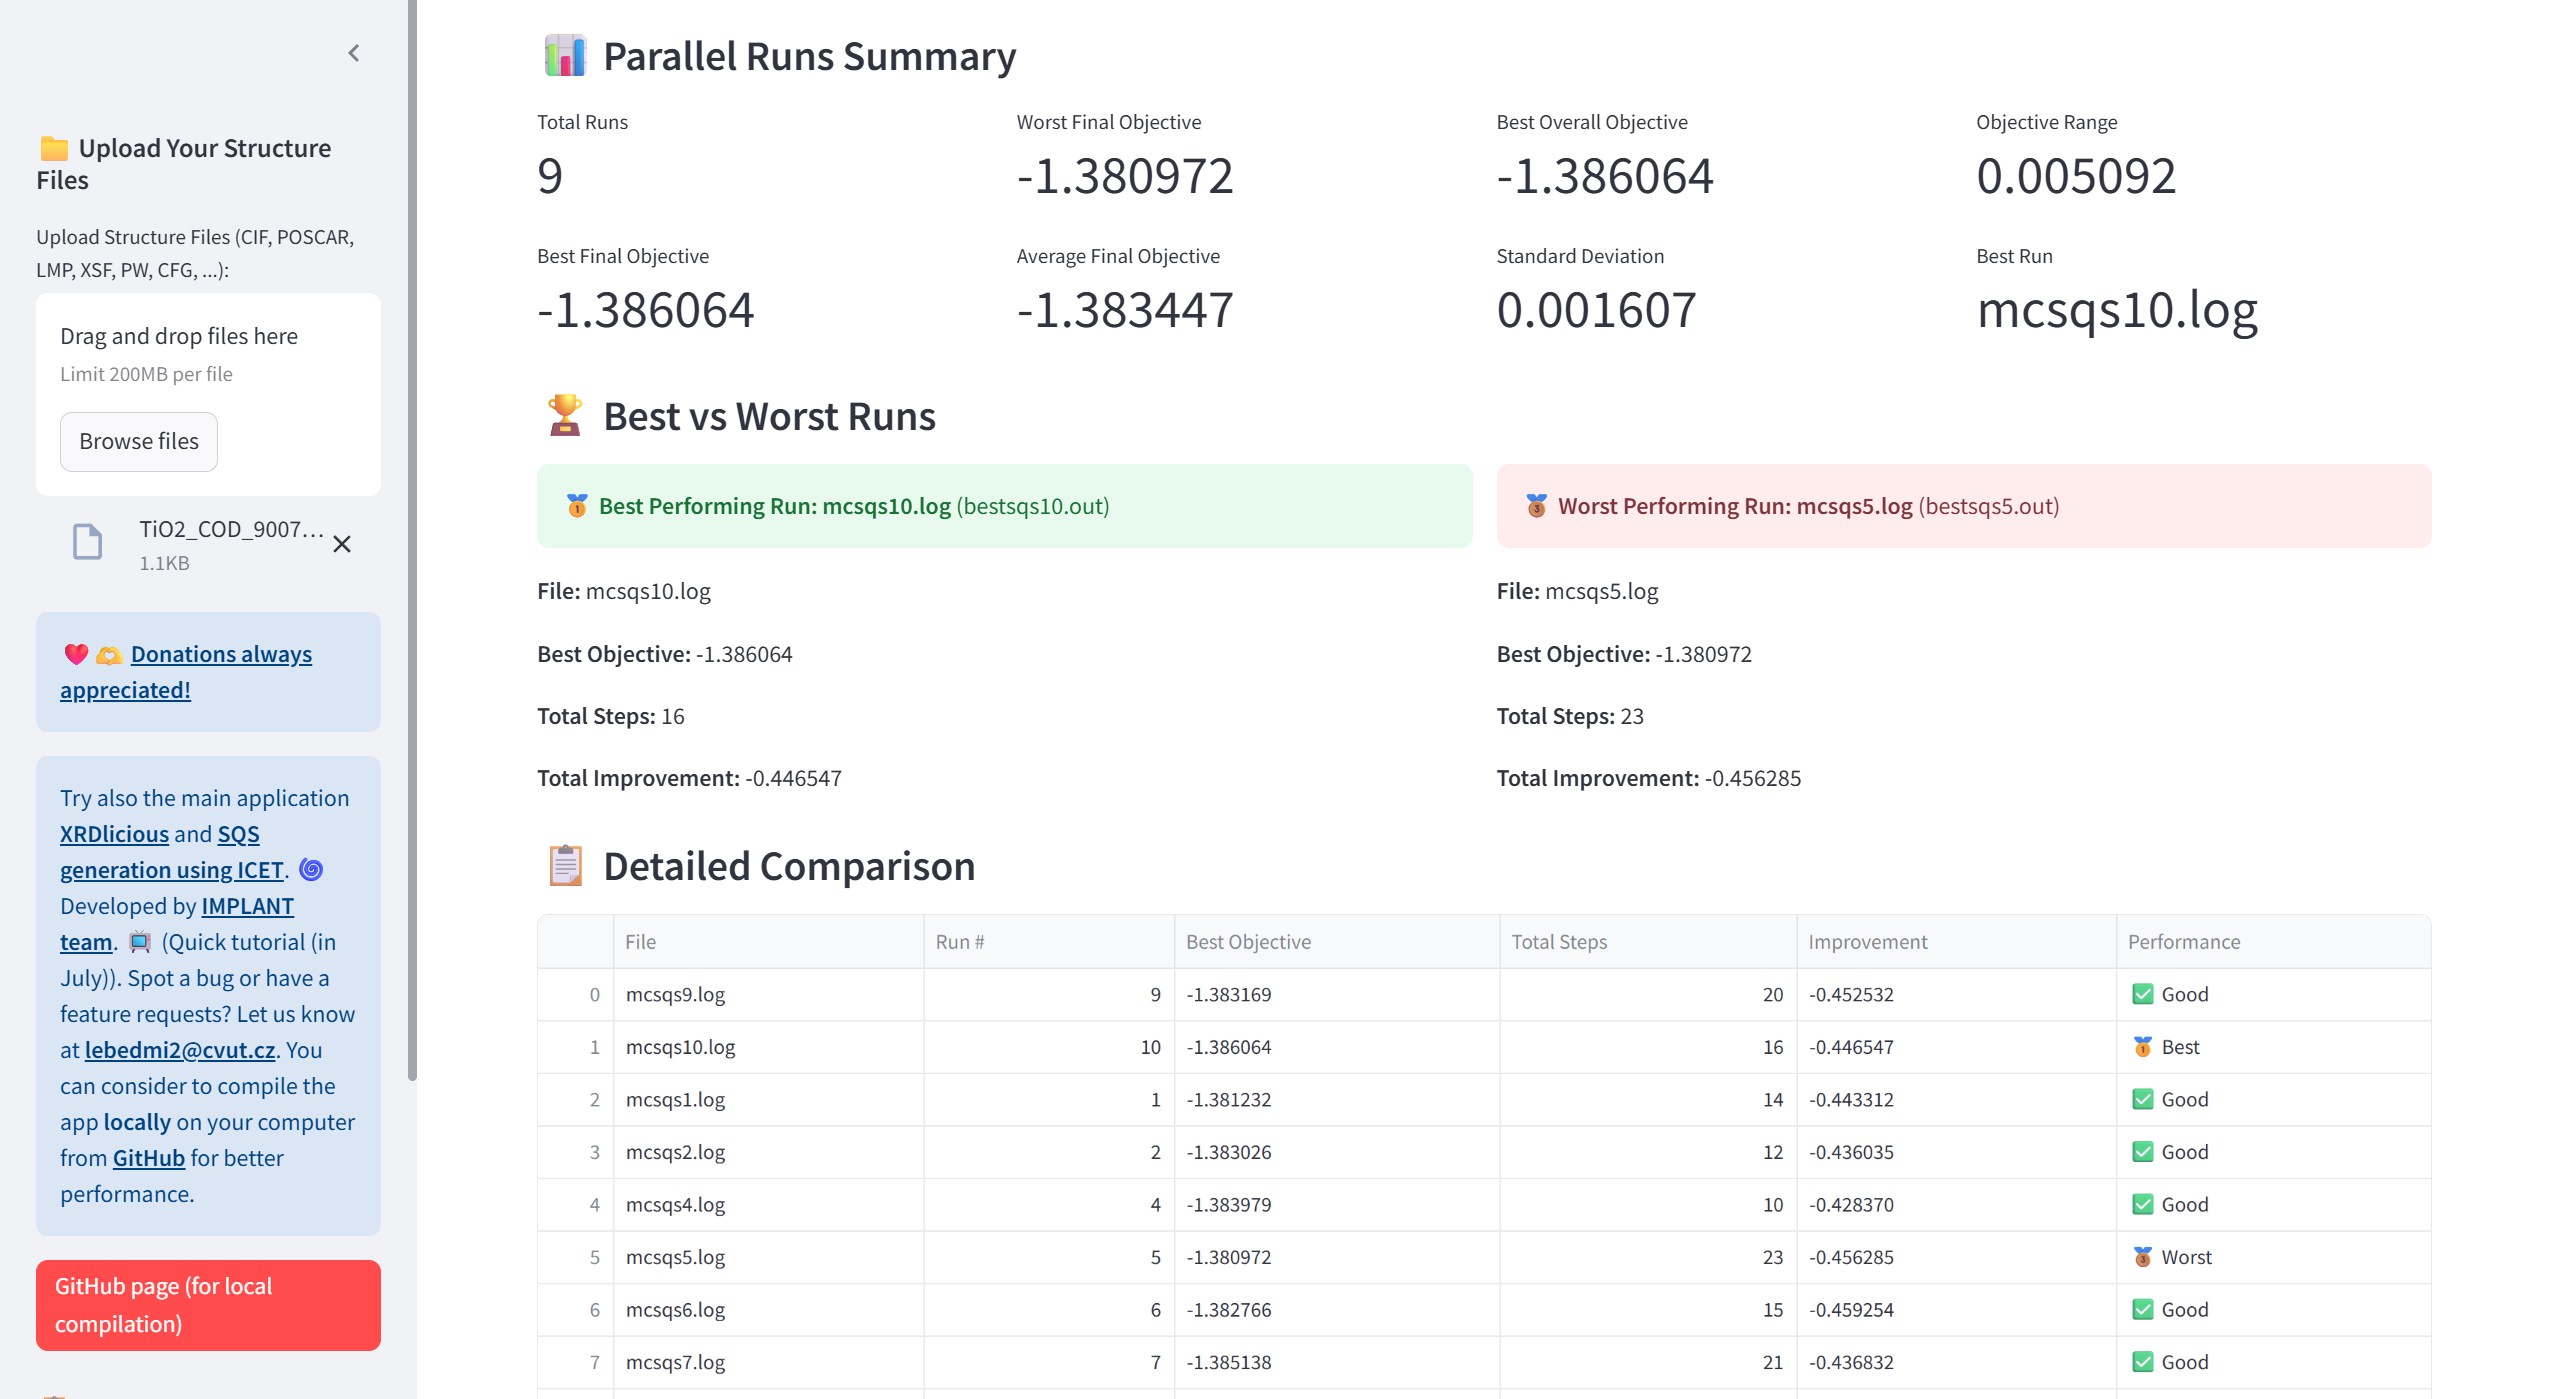 Upload Your Structure
Files
Upload Structure Files (CIF, POSCAR,
LMP, XSF, PW, CFG, ...):
Drag and drop files here
Limit 200MB per file
Browse files
TiO2_COD_9007...
1.1KB
Donations always
appreciated!
Try also the main application
XRDlicious and SQS
generation using ICET.
Developed by IMPLANT
team. (Quick tutorial (in
July)). Spot a bug or have a
feature requests? Let us know
at lebedmi2@cvut.cz. You
can consider to compile the
app locally on your computer
from GitHub for better
performance.
GitHub page (for local
compilation)
Parallel Runs Summary
Total Runs
9
Worst Final Objective
-1.380972
Best Overall Objective
-1.386064
Objective Range
0.005092
Best Final Objective
-1.386064
Average Final Objective
-1.383447
Standard Deviation
0.001607
Best Run
mcsqs10.log
Best vs Worst Runs
Best Performing Run: mcsqs10.log (bestsqs10.out)
File: mcsqs10.log
Best Objective: -1.386064
Total Steps: 16
Total Improvement: -0.446547
Worst Performing Run: mcsqs5.log (bestsqs5.out)
File: mcsqs5.log
Best Objective: -1.380972
Total Steps: 23
Total Improvement: -0.456285
Detailed Comparison
File Run # Best Objective Total Steps Improvement Performance
0 mcsqs9.log 9 -1.383169 20 -0.452532 Good
1 mcsqs10.log 10 -1.386064 16 -0.446547 Best
2 mcsqs1.log 1 -1.381232 14 -0.443312 Good
3 mcsqs2.log 2 -1.383026 12 -0.436035 Good
4 mcsqs4.log 4 -1.383979 10 -0.428370 Good
5 mcsqs5.log 5 -1.380972 23 -0.456285 Worst
6 mcsqs6.log 6 -1.382766 15 -0.459254 Good
7 mcsqs7.log 7 -1.385138 21 -0.436832 Good